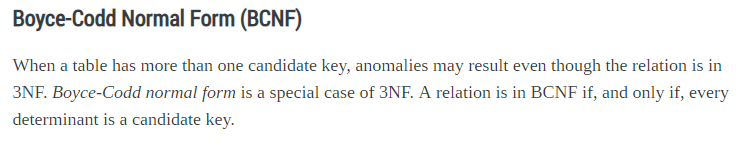 Boyce-Codd Normal Form (BCNF)
When a table has more than one candidate key, anomalies may result even though the relation is in
3NF. Boyce-Codd normal form is a special case of 3NF. A relation is in BCNF if, and only if, every
determinant is a candidate key.